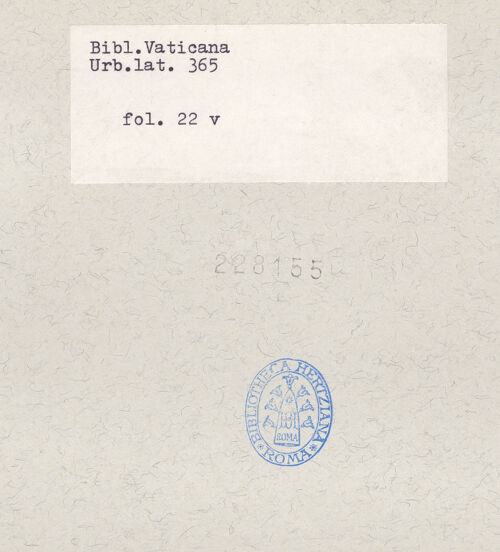 Bibl.Vaticana
Urb.lat. 365
fol. 22 v
228155
BIBLIOTHECA HERTZIANA
ROMA
ROMA